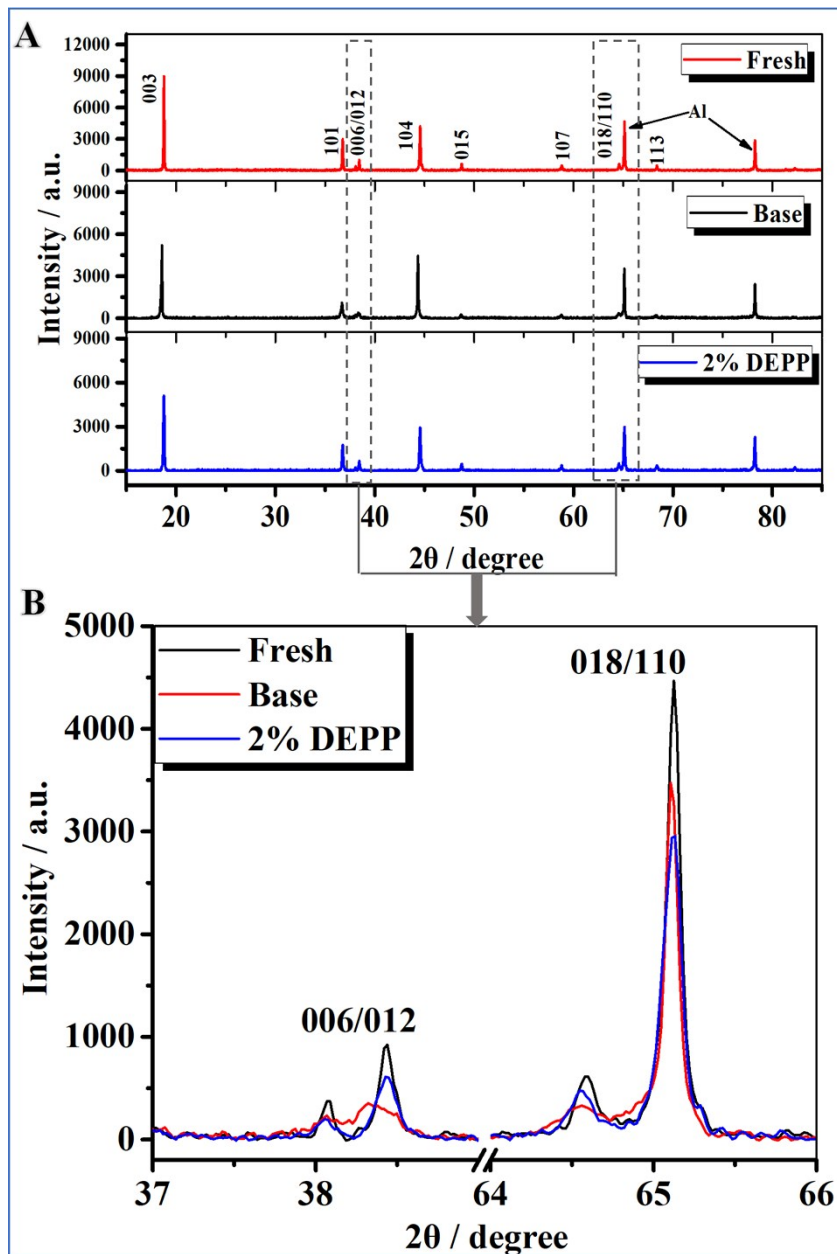 A
12000
9000
6000
3000
0
003
101
006/012
104
015
107
018/110
Al
113
Fresh
9000
6000
3000
0
Base
9000
6000
3000
0
2% DEPP
Intensity / a.u.
20 30 40 50 60 70 80
2θ / degree
B
5000
4000
3000
2000
1000
0
Fresh
Base
2% DEPP
018/110
006/012
Intensity / a.u.
37 38 64 65 66
2θ / degree